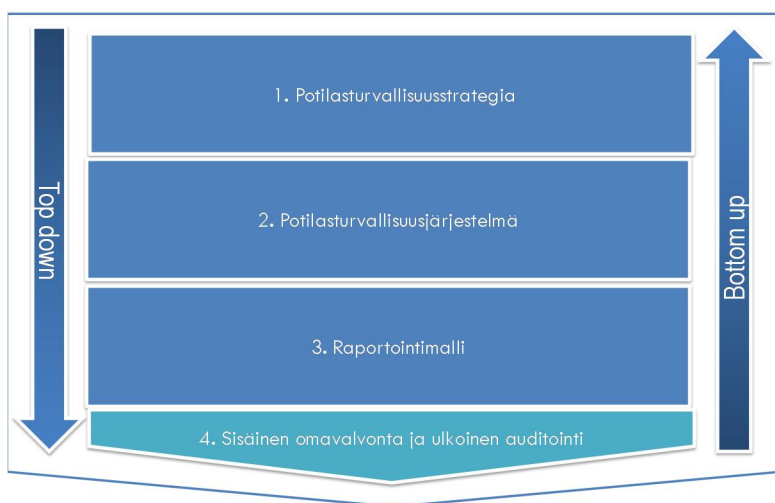 Top down
1. Potilasturvallisuusstrategia
2. Potilasturvallisuusjärjestelmä
3. Raportointimalli
4. Sisäinen omavalvonta ja ulkoinen auditointi
Bottom up